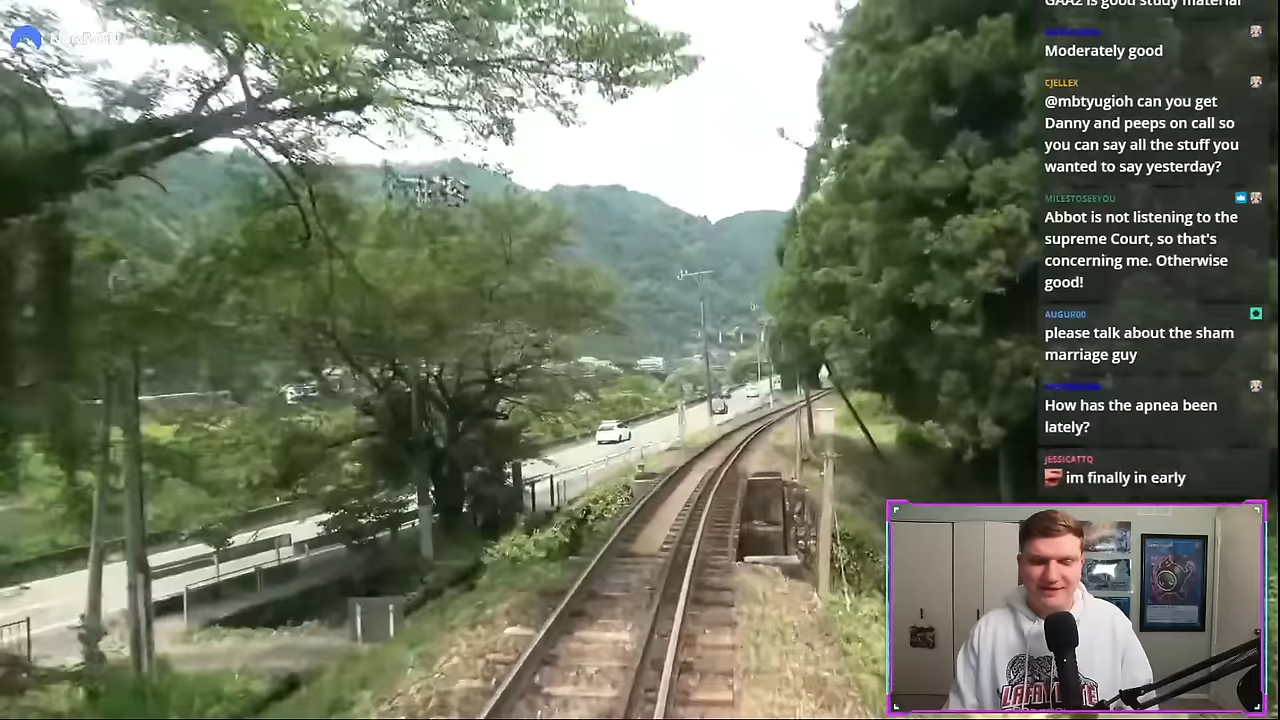 NordVPN
GAA2 is good study material
Moderately good
CJELLEX
@mbtyugioh can you get
Danny and peeps on call so
you can say all the stuff you
wanted to say yesterday?
MILESTOSEEYOU
Abbot is not listening to the
supreme Court, so that's
concerning me. Otherwise
good!
AUGUR00
please talk about the sham
marriage guy
How has the apnea been
lately?
JESSICATTQ
im finally in early
LAFAYETTE